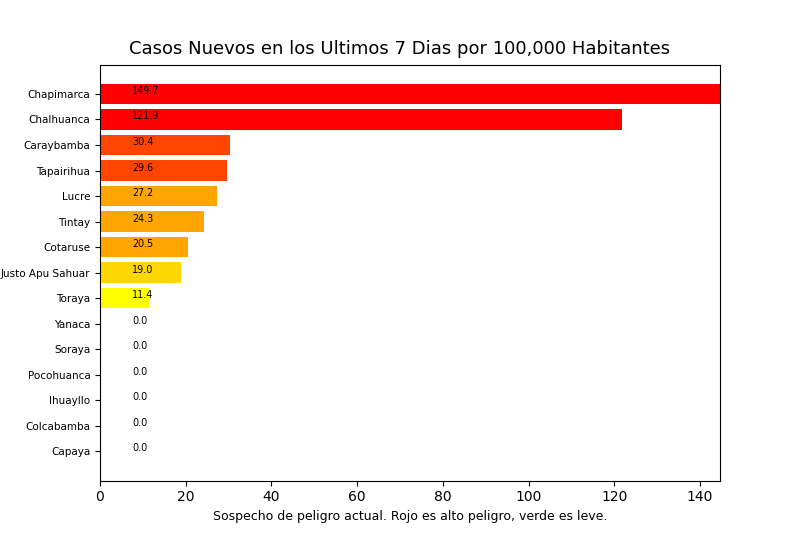 Casos Nuevos en los Ultimos 7 Dias por 100,000 Habitantes
Chapimarca 149.7
Chalhuanca 121.9
Caraybamba 30.4
Tapairihua 29.6
Lucre 27.2
Tintay 24.3
Cotaruse 20.5
Justo Apu Sahuar 19.0
Toraya 11.4
Yanaca 0.0
Soraya 0.0
Pocohuanca 0.0
Ihuayllo 0.0
Colcabamba 0.0
Capaya 0.0
0 20 40 60 80 100 120 140
Sospecho de peligro actual. Rojo es alto peligro, verde es leve.